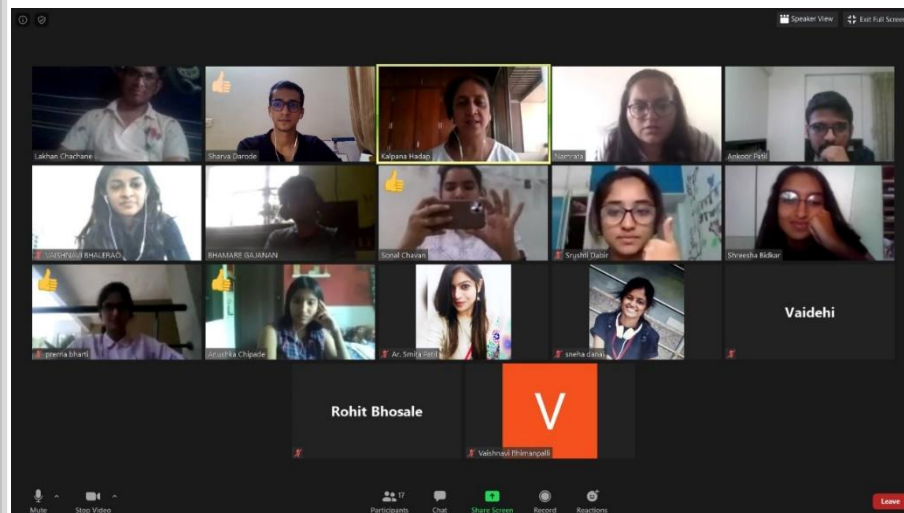 Speaker View
Exit Full Screen
Lakhan Chachane
Sharva Darode
Kalpana Hadap
Namrata
Ankoor Patil
VAISHNAVI BHALERAO
BHAMARE GAJANAN
Sonal Chavan
Srushti Dabir
Shreesha Bidkar
prerna bharti
Anushka Chipade
Ar. Smita Patil
sneha danai
Vaidehi
Rohit Bhosale
V
Vaishnavi Bhimanpalli
Mute
Stop Video
17
Participants
Chat
Share Screen
Record
Reactions
Leave